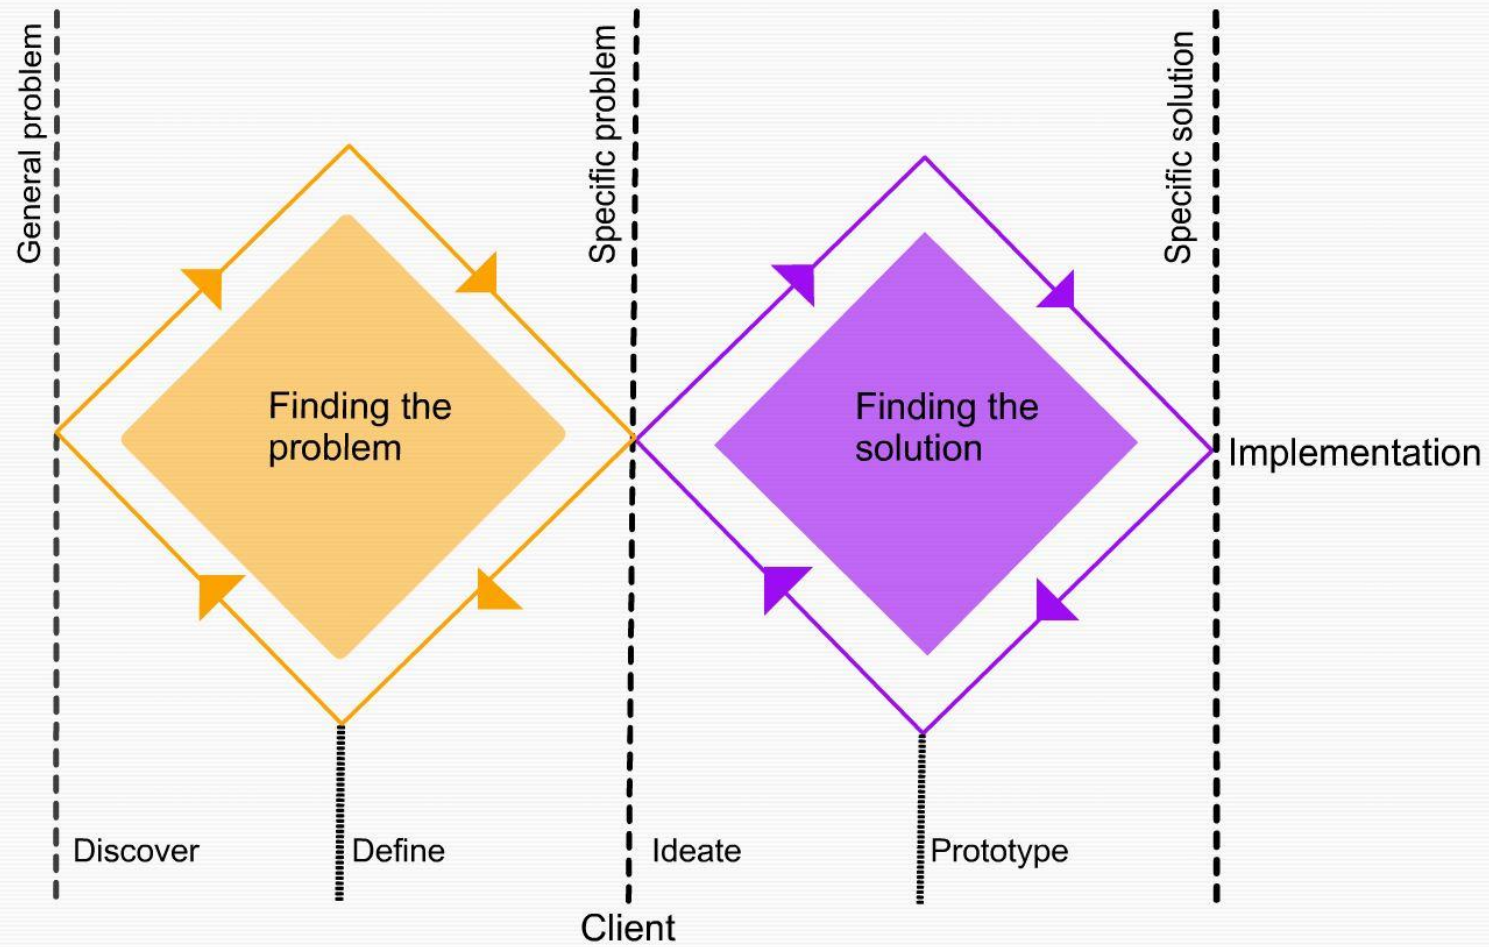 General problem
Specific problem
Specific solution
Finding the
problem
Finding the
solution
Implementation
Discover
Define
Ideate
Prototype
Client